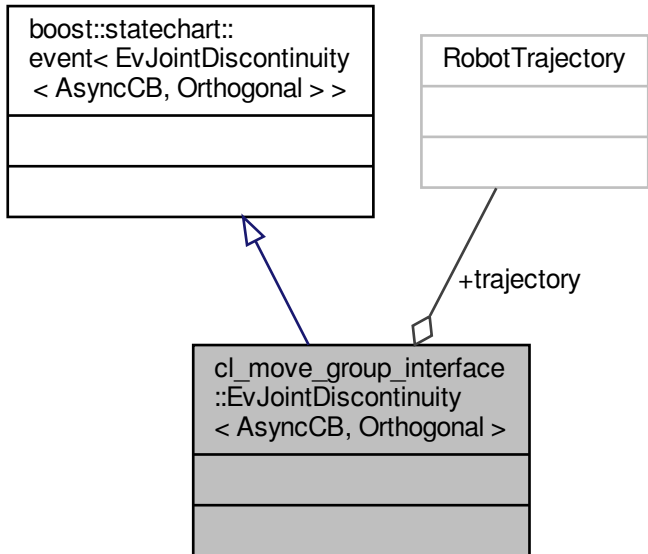 boost::statechart::
event< EvJointDiscontinuity
< AsyncCB, Orthogonal > >
RobotTrajectory
+trajectory
cl_move_group_interface
::EvJointDiscontinuity
< AsyncCB, Orthogonal >